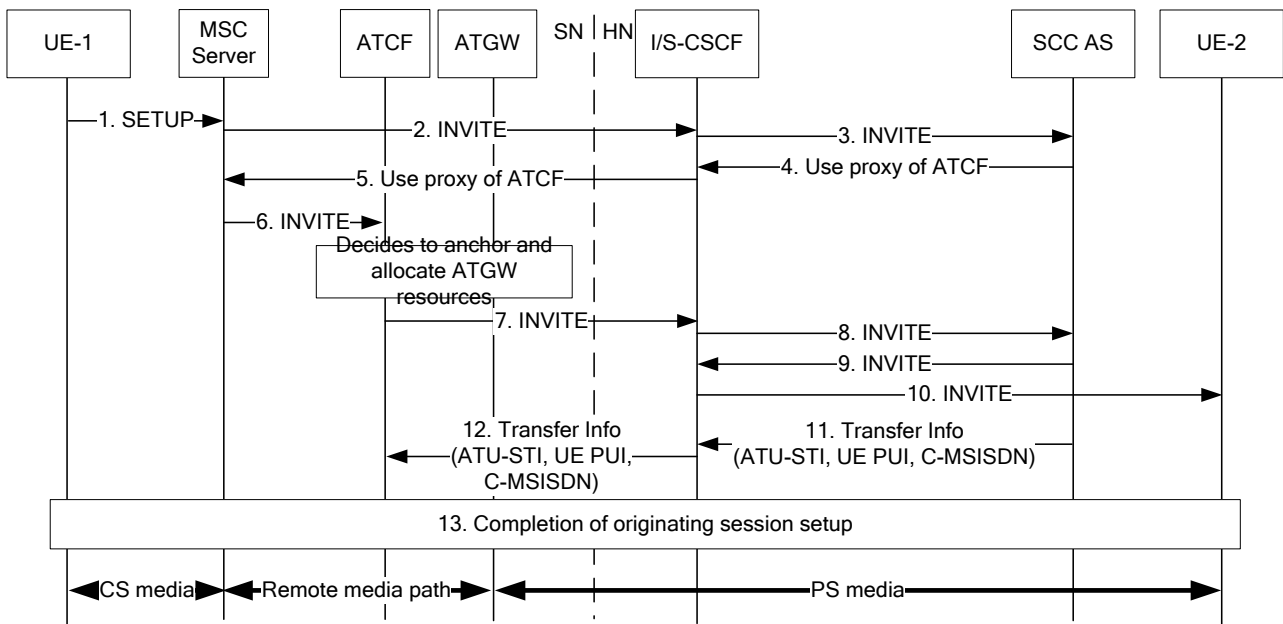 UE-1
MSC
Server
ATCF
ATGW
SN
HN
I/S-CSCF
SCC AS
UE-2
1. SETUP
2. INVITE
3. INVITE
4. Use proxy of ATCF
5. Use proxy of ATCF
6. INVITE
Decides to anchor and
allocate ATGW
resources
7. INVITE
8. INVITE
9. INVITE
10. INVITE
11. Transfer Info
(ATU-STI, UE PUI, C-MSISDN)
12. Transfer Info
(ATU-STI, UE PUI,
C-MSISDN)
13. Completion of originating session setup
CS media
Remote media path
PS media